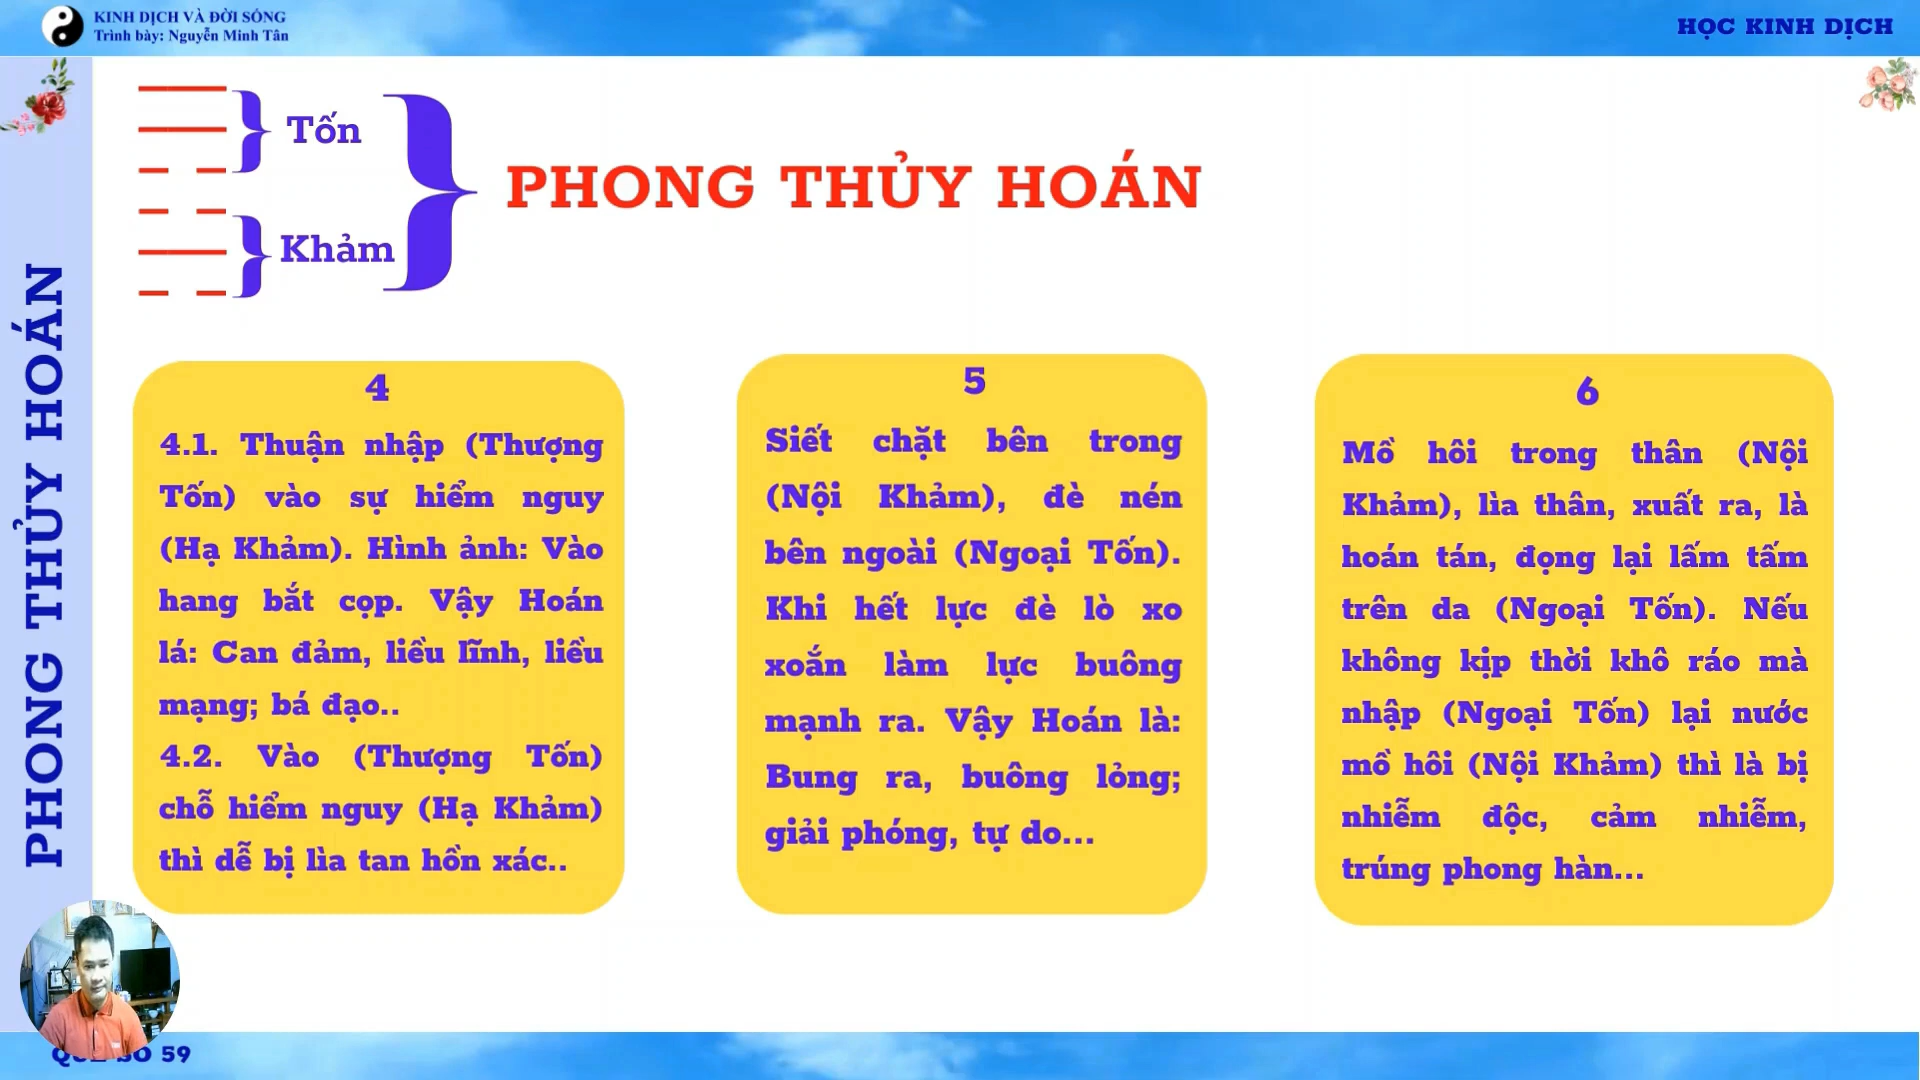 KINH DỊCH VÀ ĐỜI SỐNG
Trình bày: Nguyễn Minh Tân
HỌC KINH DỊCH
PHONG THỦY HOÁN
Tốn
Khảm
PHONG THỦY HOÁN
4
4.1. Thuận nhập (Thượng
Tốn) vào sự hiểm nguy
(Hạ Khảm). Hình ảnh: Vào
hang bắt cọp. Vậy Hoán
lá: Can đảm, liều lĩnh, liều
mạng; bá đạo..
4.2. Vào (Thượng Tốn)
chỗ hiểm nguy (Hạ Khảm)
thì dễ bị lìa tan hồn xác..
5
Siết chặt bên trong
(Nội Khảm), đè nén
bên ngoài (Ngoại Tốn).
Khi hết lực đè lò xo
xoắn làm lực buông
mạnh ra. Vậy Hoán là:
Bung ra, buông lỏng;
giải phóng, tự do...
6
Mồ hôi trong thân (Nội
Khảm), lìa thân, xuất ra, là
hoán tán, đọng lại lấm tấm
trên da (Ngoại Tốn). Nếu
không kịp thời khô ráo mà
nhập (Ngoại Tốn) lại nước
mồ hôi (Nội Khảm) thì là bị
nhiễm độc, cảm nhiễm,
trúng phong hàn...
59